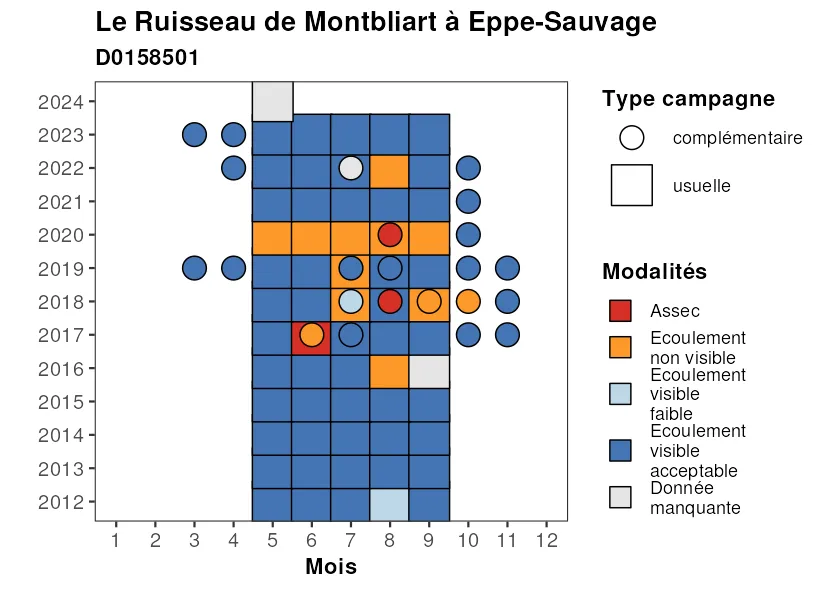 Le Ruisseau de Montbliart à Eppe-Sauvage
D0158501
2024
2023
2022
2021
2020
2019
2018
2017
2016
2015
2014
2013
2012
1 2 3 4 5 6 7 8 9 10 11 12
Mois
Type campagne
complémentaire
usuelle
Modalités
Assec
Ecoulement
non visible
Ecoulement
visible
faible
Ecoulement
visible
acceptable
Donnée
manquante